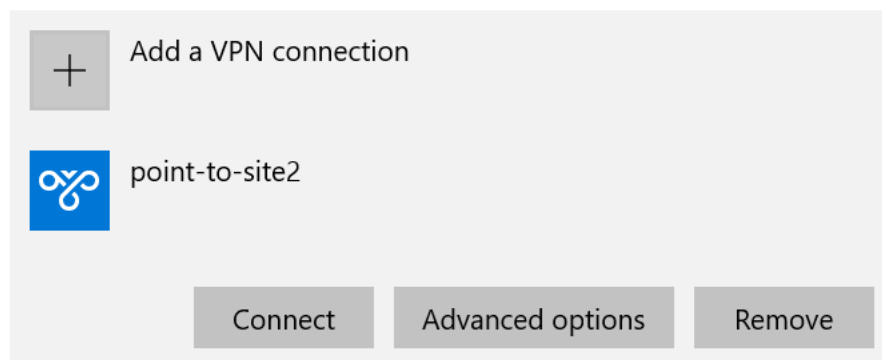 Add a VPN connection
point-to-site2
Connect Advanced options Remove